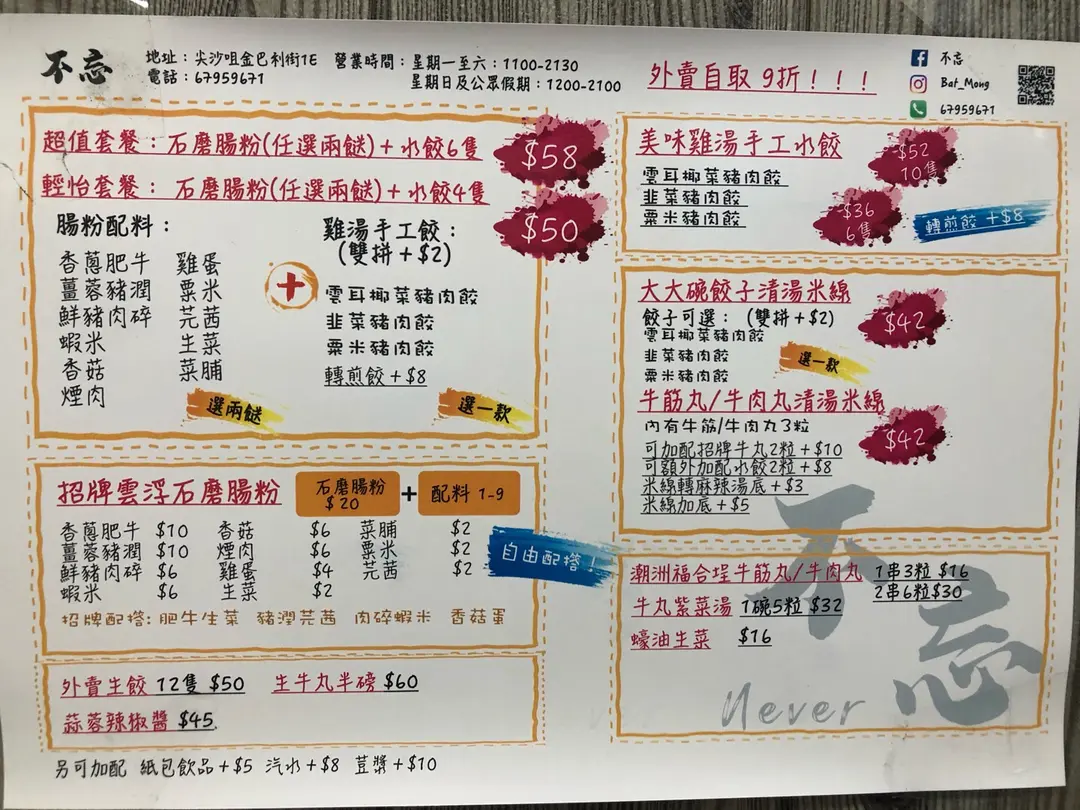 不忘
地址：尖沙咀金巴利街1E
電話：67959671
營業時間：星期一至六：1100-2130
星期日及公眾假期：1200-2100
外賣自取 9折！！！
不忘
Bat_Mong
67959671
超值套餐：石磨腸粉(任選兩餸)+水餃6隻
$58
輕怡套餐：石磨腸粉(任選兩餸)+水餃4隻
$50
腸粉配料：
香蔥肥牛 雞蛋
薑蓉豬潤 粟米
鮮豬肉碎 芫茜
蝦米 生菜
香菇 菜脯
煙肉
選兩餸
+
雞湯手工餃：
(雙拼+$2)
雲耳椰菜豬肉餃
韭菜豬肉餃
粟米豬肉餃
轉煎餃+$8
選一款
招牌雲浮石磨腸粉
石磨腸粉
$20
+
配料 1-9
香蔥肥牛 $10 香菇 $6 菜脯 $2
薑蓉豬潤 $10 煙肉 $6 粟米 $2
鮮豬肉碎 $6 雞蛋 $4 芫茜 $2
蝦米 $6 生菜 $2
自由配搭！
招牌配搭: 肥牛生菜 豬潤芫茜 肉碎蝦米 香菇蛋
外賣生餃 12隻 $50 生牛丸半磅 $60
蒜蓉辣椒醬 $45
另可加配 紙包飲品+$5 汽水+$8 荳漿+$10
美味雞湯手工水餃
$52
10隻
雲耳椰菜豬肉餃
韭菜豬肉餃
粟米豬肉餃
$36
6隻
轉煎餃 +$8
大大碗餃子清湯米線
$42
餃子可選：(雙拼+$2)
雲耳椰菜豬肉餃
韭菜豬肉餃
粟米豬肉餃
選一款
牛筋丸/牛肉丸清湯米線
$42
內有牛筋/牛肉丸3粒
可加配招牌牛丸2粒+$10
可額外加配水餃2粒+$8
米線轉麻辣湯底+$3
米線加底+$5
潮洲福合埕牛筋丸/牛肉丸 1串3粒 $16
2串6粒$30
牛丸紫菜湯 1碗5粒 $32
蠔油生菜 $16
不忘
Never